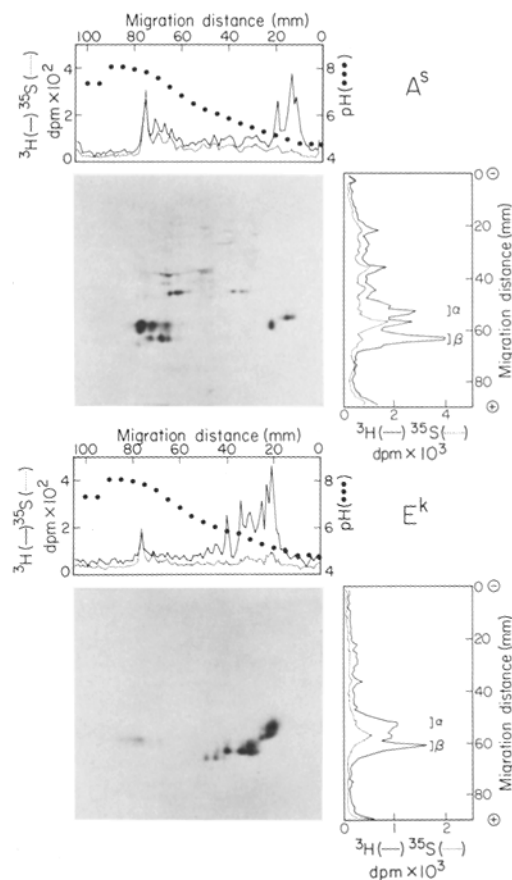 Migration distance (mm)
100 80 60 40 20 0
³H(—) ³⁵S(······)
dpm × 10²
4
2
0
8
6
4
pH(•••)
Aˢ
0 ⊖
20
40
60
80
⊕
Migration distance (mm)
]α
]β
0 2 4
³H(—) ³⁵S(······)
dpm × 10³
Migration distance (mm)
100 80 60 40 20 0
³H(—) ³⁵S(······)
dpm × 10²
4
2
0
8
6
4
pH(•••)
Eᵏ
0 ⊖
20
40
60
80
⊕
Migration distance (mm)
]α
]β
0 1 2
³H(—) ³⁵S(······)
dpm × 10³